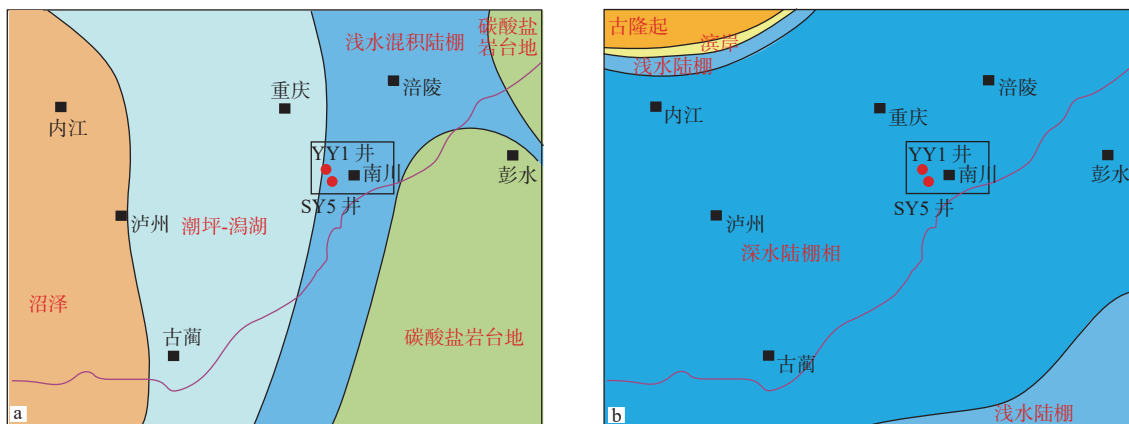 碳酸盐
岩台地
浅水混积陆棚
涪陵
重庆
内江
YY1 井
南川
彭水
SY5 井
泸州
潮坪-潟湖
沼泽
古蔺
碳酸盐岩台地
a
古隆起
滨岸
浅水陆棚
涪陵
内江
重庆
YY1 井
南川
彭水
SY5 井
泸州
深水陆棚相
古蔺
浅水陆棚
b